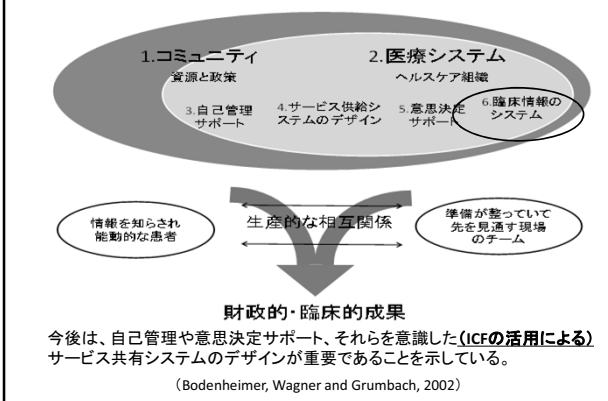 1.コミュニティ
資源と政策
2.医療システム
ヘルスケア組織
3.自己管理
サポート
4.サービス供給シ
ステムのデザイン
5.意思決定
サポート
6.臨床情報の
システム
情報を知らされ
能動的な患者
生産的な相互関係
準備が整っていて
先を見通す現場
のチーム
財政的・臨床的成果
今後は、自己管理や意思決定サポート、それらを意識した(ICFの活用による)
サービス共有システムのデザインが重要であることを示している。
（Bodenheimer, Wagner and Grumbach, 2002）